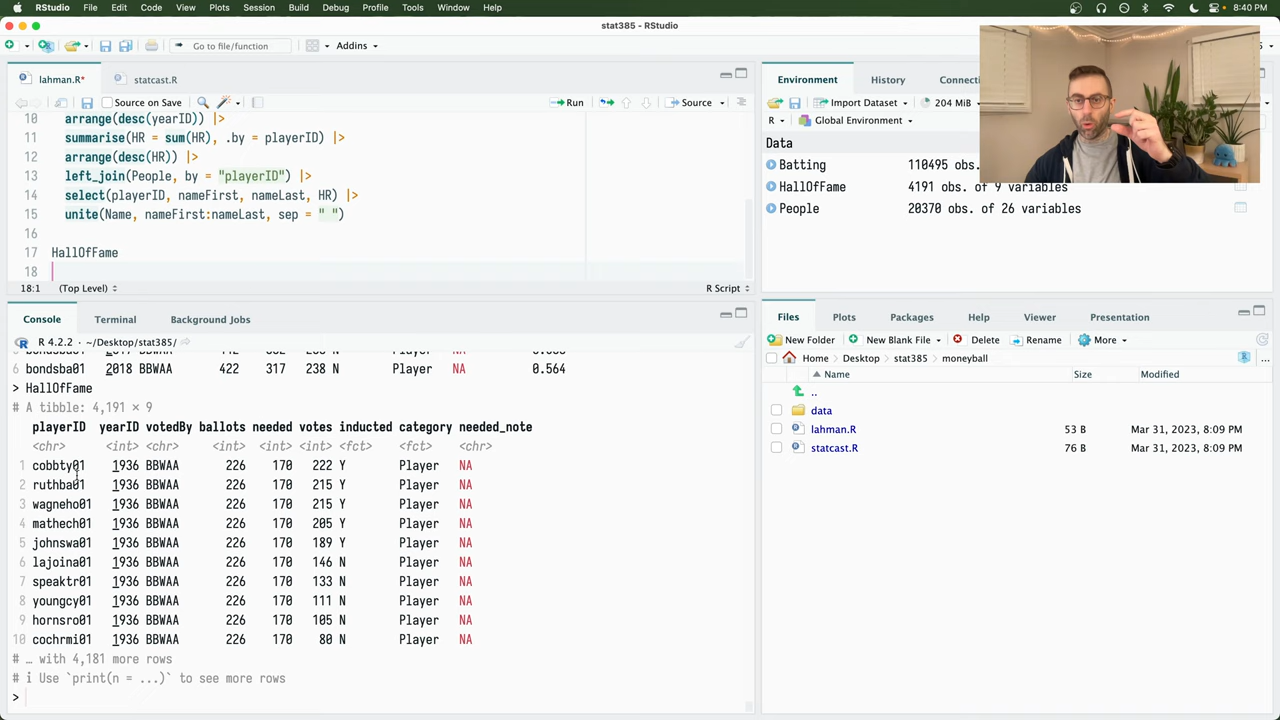 RStudio File Edit Code View Plots Session Build Debug Profile Tools Window Help 8:40 PM
stat385 - RStudio
Go to file/function Addins
lahman.R* statcast.R
Source on Save Run Source
10 arrange(desc(yearID)) |>
11 summarise(HR = sum(HR), .by = playerID) |>
12 arrange(desc(HR)) |>
13 left_join(People, by = "playerID") |>
14 select(playerID, nameFirst, nameLast, HR) |>
15 unite(Name, nameFirst:nameLast, sep = " ")
16
17 HallOfFame
18
18:1 (Top Level) R Script
Console Terminal Background Jobs
R 4.2.2 · ~/Desktop/stat385/
6 bondsba01 2018 BBWAA 422 317 238 N Player NA 0.564
> HallOfFame
# A tibble: 4,191 × 9
playerID yearID votedBy ballots needed votes inducted category needed_note
<chr> <int> <chr> <int> <int> <int> <fct> <fct> <chr>
1 cobbty01 1936 BBWAA 226 170 222 Y Player NA
2 ruthba01 1936 BBWAA 226 170 215 Y Player NA
3 wagneho01 1936 BBWAA 226 170 215 Y Player NA
4 mathech01 1936 BBWAA 226 170 205 Y Player NA
5 johnswa01 1936 BBWAA 226 170 189 Y Player NA
6 lajoina01 1936 BBWAA 226 170 146 N Player NA
7 speaktr01 1936 BBWAA 226 170 133 N Player NA
8 youngcy01 1936 BBWAA 226 170 111 N Player NA
9 hornsro01 1936 BBWAA 226 170 105 N Player NA
10 cochrmi01 1936 BBWAA 226 170 80 N Player NA
# … with 4,181 more rows
# ℹ Use `print(n = ...)` to see more rows
>
Environment History Connecti
Import Dataset 204 MiB
R Global Environment
Data
Batting 110495 obs.
HallOfFame 4191 obs. of 9 variables
People 20370 obs. of 26 variables
Files Plots Packages Help Viewer Presentation
New Folder New Blank File Delete Rename More
Home Desktop stat385 moneyball ...
Name Size Modified
..
data
lahman.R 53 B Mar 31, 2023, 8:09 PM
statcast.R 76 B Mar 31, 2023, 8:09 PM